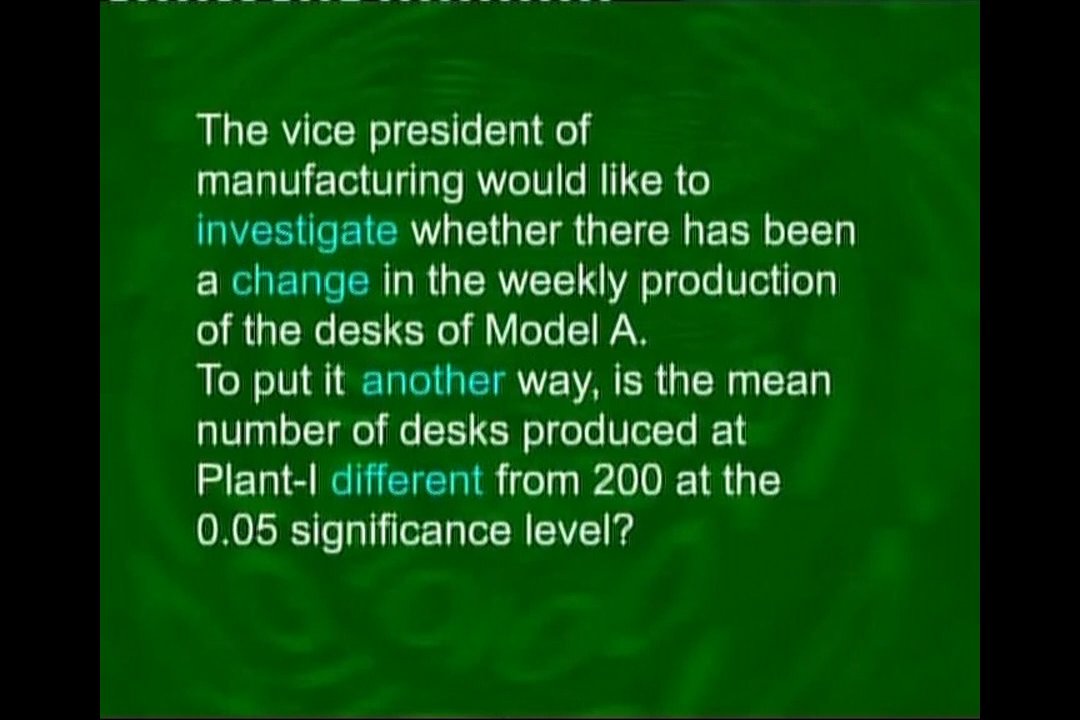 The vice president of
manufacturing would like to
investigate whether there has been
a change in the weekly production
of the desks of Model A.
To put it another way, is the mean
number of desks produced at
Plant-I different from 200 at the
0.05 significance level?